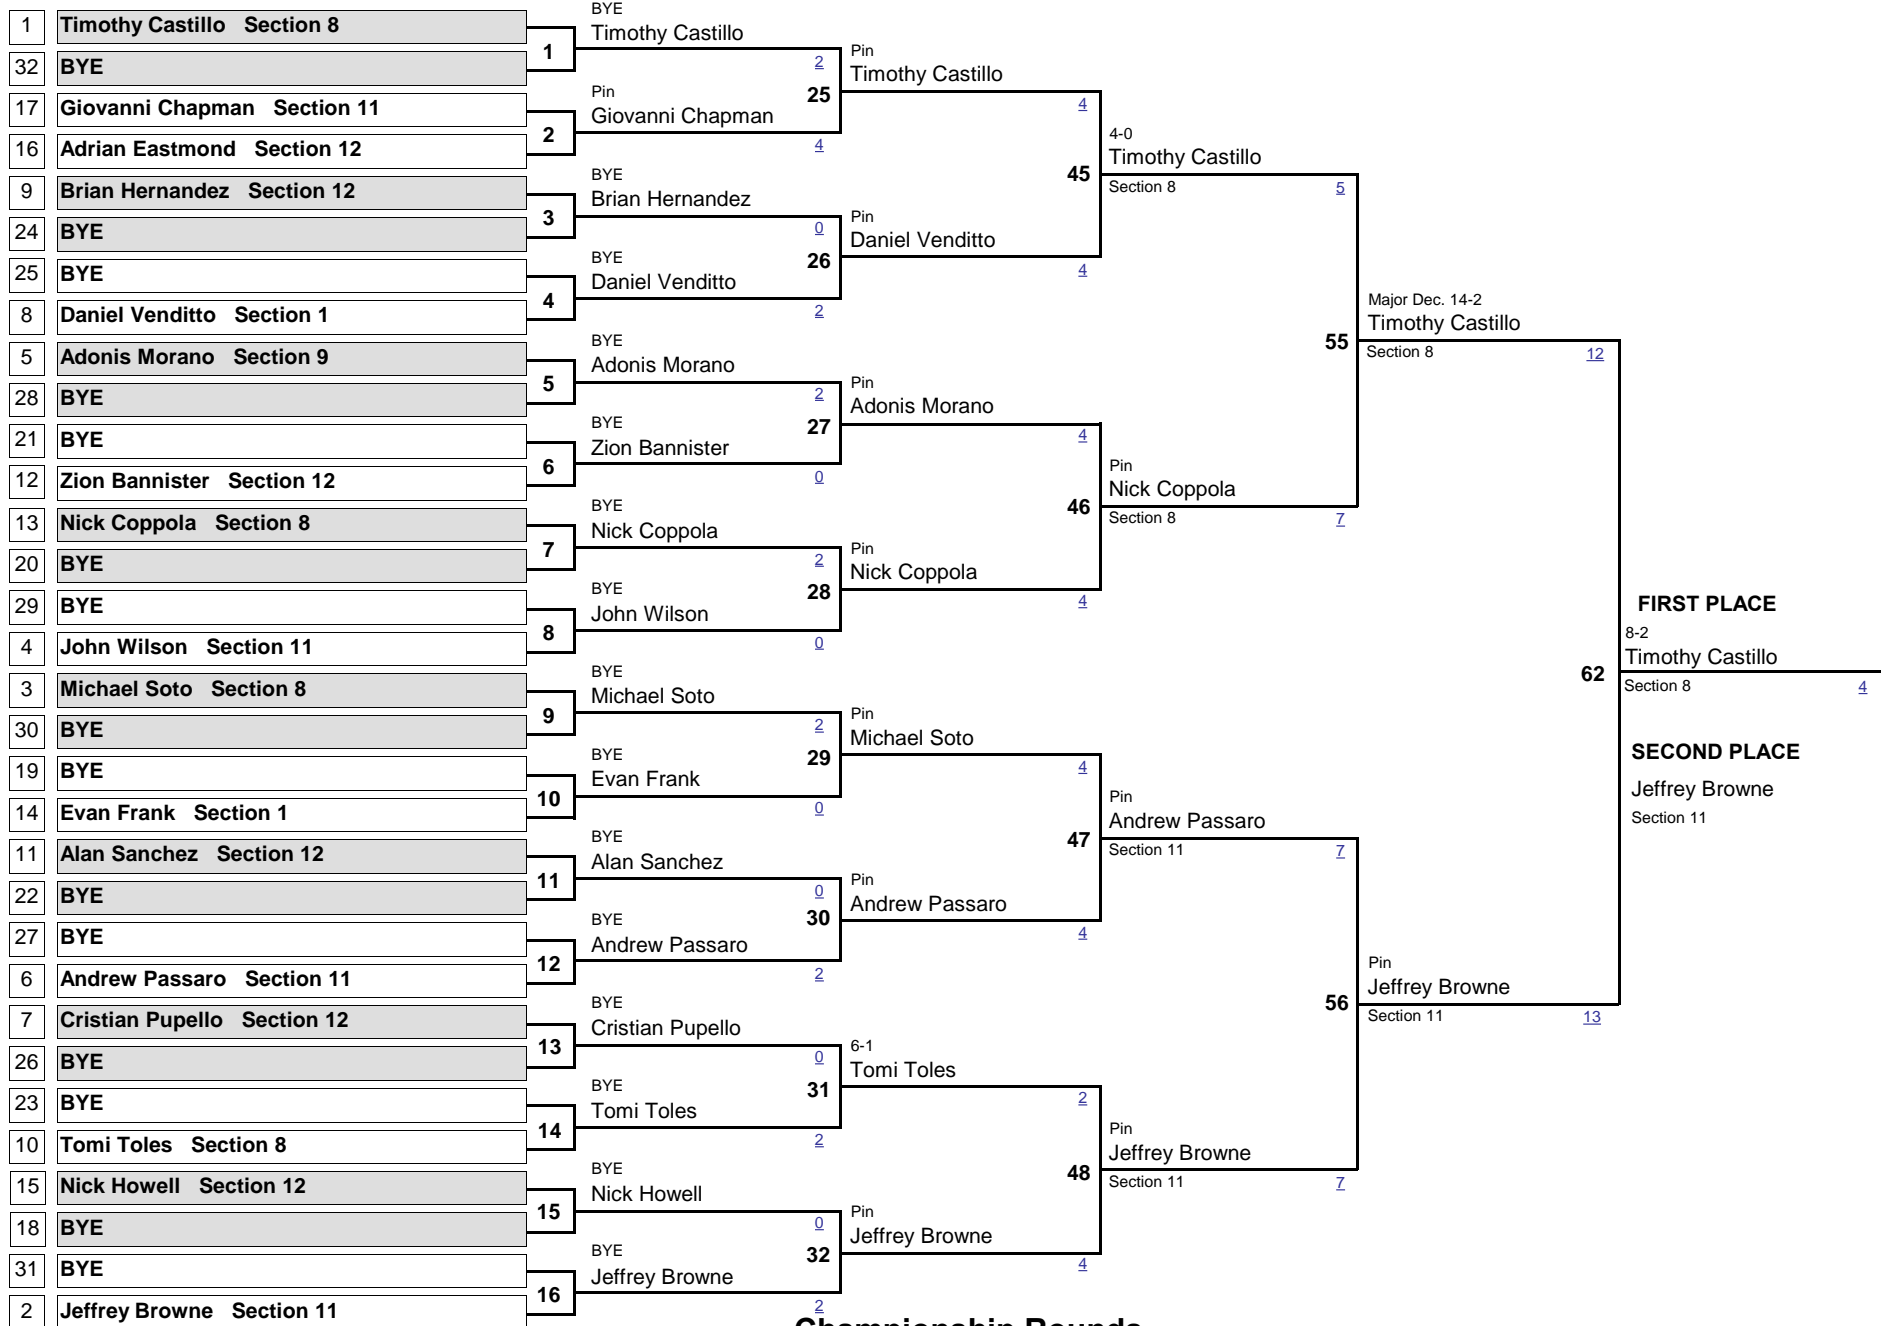 1 Timothy Castillo Section 8
32 BYE
17 Giovanni Chapman Section 11
16 Adrian Eastmond Section 12
9 Brian Hernandez Section 12
24 BYE
25 BYE
8 Daniel Venditto Section 1
5 Adonis Morano Section 9
28 BYE
21 BYE
12 Zion Bannister Section 12
13 Nick Coppola Section 8
20 BYE
29 BYE
4 John Wilson Section 11
3 Michael Soto Section 8
30 BYE
19 BYE
14 Evan Frank Section 1
11 Alan Sanchez Section 12
22 BYE
27 BYE
6 Andrew Passaro Section 11
7 Cristian Pupello Section 12
26 BYE
23 BYE
10 Tomi Toles Section 8
15 Nick Howell Section 12
18 BYE
31 BYE
2 Jeffrey Browne Section 11
1
2
3
4
5
6
7
8
9
10
11
12
13
14
15
16
BYE
Timothy Castillo
2
Pin
Giovanni Chapman
4
BYE
Brian Hernandez
0
BYE
Daniel Venditto
2
BYE
Adonis Morano
2
BYE
Zion Bannister
0
BYE
Nick Coppola
2
BYE
John Wilson
0
BYE
Michael Soto
2
BYE
Evan Frank
0
BYE
Alan Sanchez
0
BYE
Andrew Passaro
2
BYE
Cristian Pupello
0
BYE
Tomi Toles
2
BYE
Nick Howell
0
BYE
Jeffrey Browne
2
25
26
27
28
29
30
31
32
Pin
Timothy Castillo
4
Pin
Daniel Venditto
4
Pin
Adonis Morano
4
Pin
Nick Coppola
4
Pin
Michael Soto
4
Pin
Andrew Passaro
4
6-1
Tomi Toles
2
Pin
Jeffrey Browne
4
45
46
47
48
4-0
Timothy Castillo
Section 8 5
Pin
Nick Coppola
Section 8 7
Pin
Andrew Passaro
Section 11 7
Pin
Jeffrey Browne
Section 11 7
55
56
Major Dec. 14-2
Timothy Castillo
Section 8 12
Pin
Jeffrey Browne
Section 11 13
62
FIRST PLACE
8-2
Timothy Castillo
Section 8 4
SECOND PLACE
Jeffrey Browne
Section 11
Championship Rounds